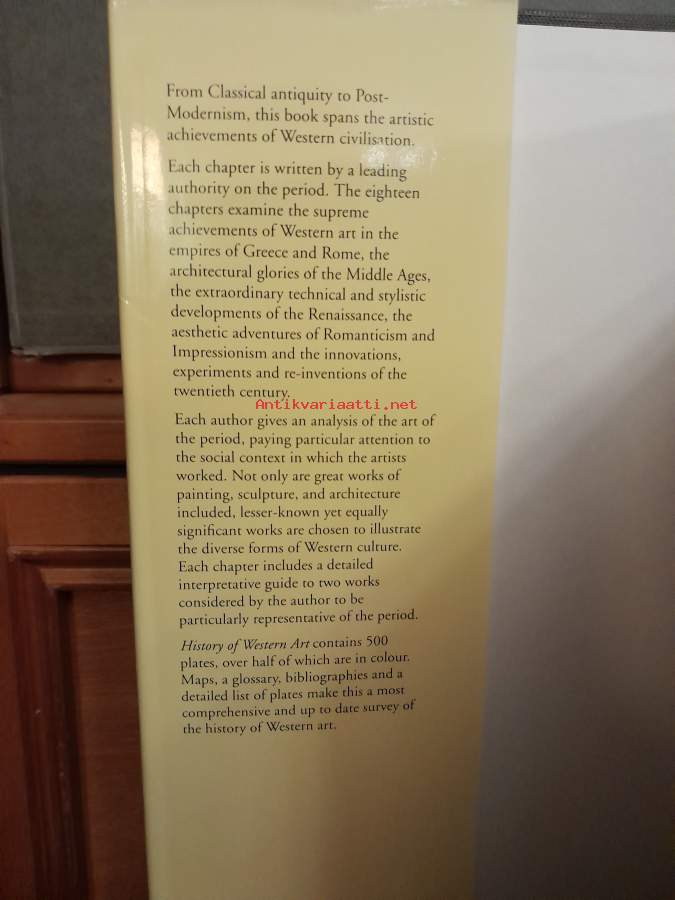 From Classical antiquity to Post-
Modernism, this book spans the artistic
achievements of Western civilisation.
Each chapter is written by a leading
authority on the period. The eighteen
chapters examine the supreme
achievements of Western art in the
empires of Greece and Rome, the
architectural glories of the Middle Ages,
the extraordinary technical and stylistic
developments of the Renaissance, the
aesthetic adventures of Romanticism and
Impressionism and the innovations,
experiments and re-inventions of the
twentieth century.
Antikvariaatti.net
Each author gives an analysis of the art of
the period, paying particular attention to
the social context in which the artists
worked. Not only are great works of
painting, sculpture, and architecture
included, lesser-known yet equally
significant works are chosen to illustrate
the diverse forms of Western culture.
Each chapter includes a detailed
interpretative guide to two works
considered by the author to be
particularly representative of the period.
History of Western Art contains 500
plates, over half of which are in colour.
Maps, a glossary, bibliographies and a
detailed list of plates make this a most
comprehensive and up to date survey of
the history of Western art.